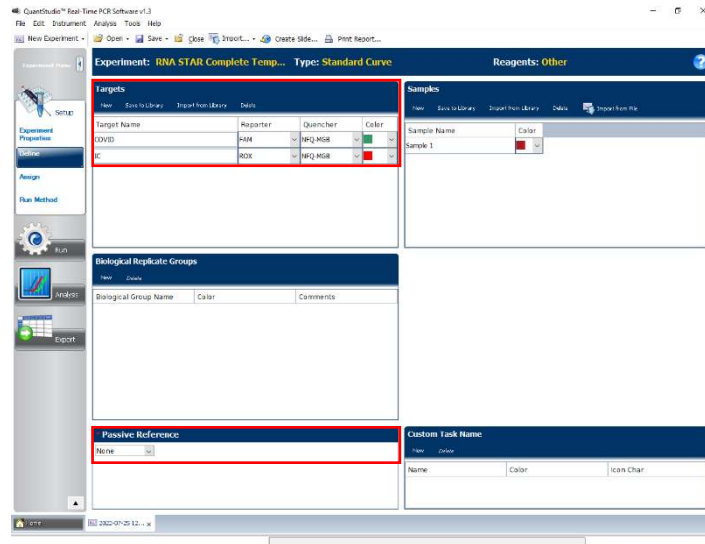 QuantStudio™ Real-Time PCR Software v1.3
File Edit Instrument Analysis Tools Help
New Experiment Open Save Close Import... Create Slide... Print Report...
Experiment: RNA STAR Complete Temp... Type: Standard Curve Reagents: Other
Setup
Experiment Properties
Define
Assign
Run Method
Run
Analysis
Export
Targets
New Save to Library Import from Library Delete
Target Name Reporter Quencher Color
COVID FAM NFQ-MGB
IC ROX NFQ-MGB
Samples
New Save to Library Import from Library Delete Import from File
Sample Name Color
Sample 1
Biological Replicate Groups
New Delete
Biological Group Name Color Comments
Passive Reference
None
Custom Task Name
New Delete
Name Color Icon Char
Home
2022-07-25 12...